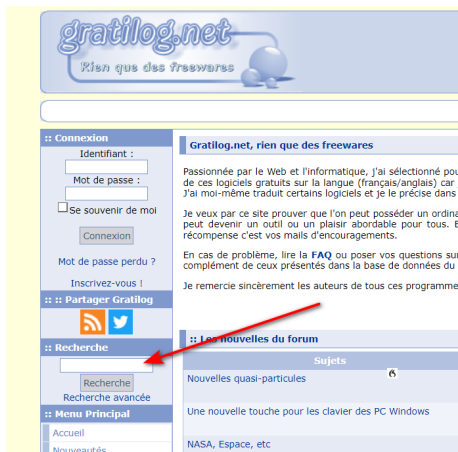 gratilog.net
Rien que des freewares
:: Connexion
Identifiant :
Mot de passe :
Se souvenir de moi
Connexion
Mot de passe perdu ?
Inscrivez-vous !
:: :: Partager Gratilog
:: Recherche
Recherche
Recherche avancée
:: Menu Principal
Accueil
Nouveautés
Gratilog.net, rien que des freewares
Passionnée par le Web et l'informatique, j'ai sélectionné pou
de ces logiciels gratuits sur la langue (français/anglais) car
J'ai moi-même traduit certains logiciels et je le précise dans
Je veux par ce site prouver que l'on peut posséder un ordina
peut devenir un outil ou un plaisir abordable pour tous. E
récompense c'est vos mails d'encouragements.
En cas de problème, lire la FAQ ou poser vos questions sur
complément de ceux présentés dans la base de données du
Je remercie sincèrement les auteurs de tous ces programme
:: Les nouvelles du forum
Sujets
Nouvelles quasi-particules
Une nouvelle touche pour les clavier des PC Windows
NASA, Espace, etc